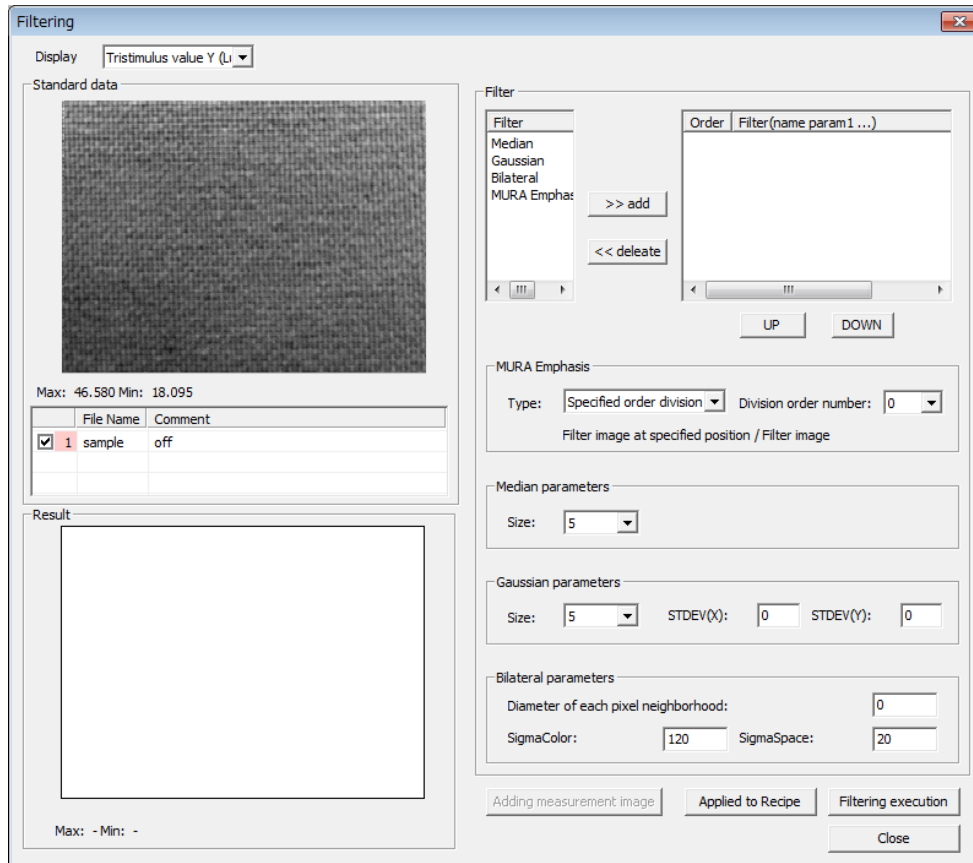 Filtering
Display Tristimulus value Y (Lu
Standard data
Max: 46.580 Min: 18.095
File Name Comment
1 sample off
Result
Max: - Min: -
Filter
Filter
Median
Gaussian
Bilateral
MURA Emphas
>> add
<< deleate
Order Filter(name param1 ...)
UP DOWN
MURA Emphasis
Type: Specified order division Division order number: 0
Filter image at specified position / Filter image
Median parameters
Size: 5
Gaussian parameters
Size: 5 STDEV(X): 0 STDEV(Y): 0
Bilateral parameters
Diameter of each pixel neighborhood: 0
SigmaColor: 120 SigmaSpace: 20
Adding measurement image Applied to Recipe Filtering execution
Close